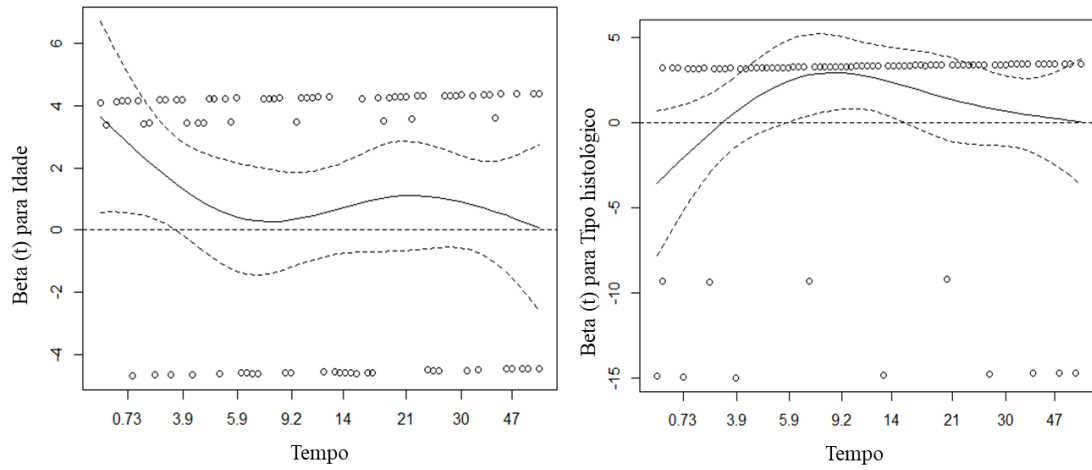 Beta (t) para Idade
6
4
2
0
-2
-4
0.73 3.9 5.9 9.2 14 21 30 47
Tempo
Beta (t) para Tipo histológico
5
0
-5
-10
-15
0.73 3.9 5.9 9.2 14 21 30 47
Tempo